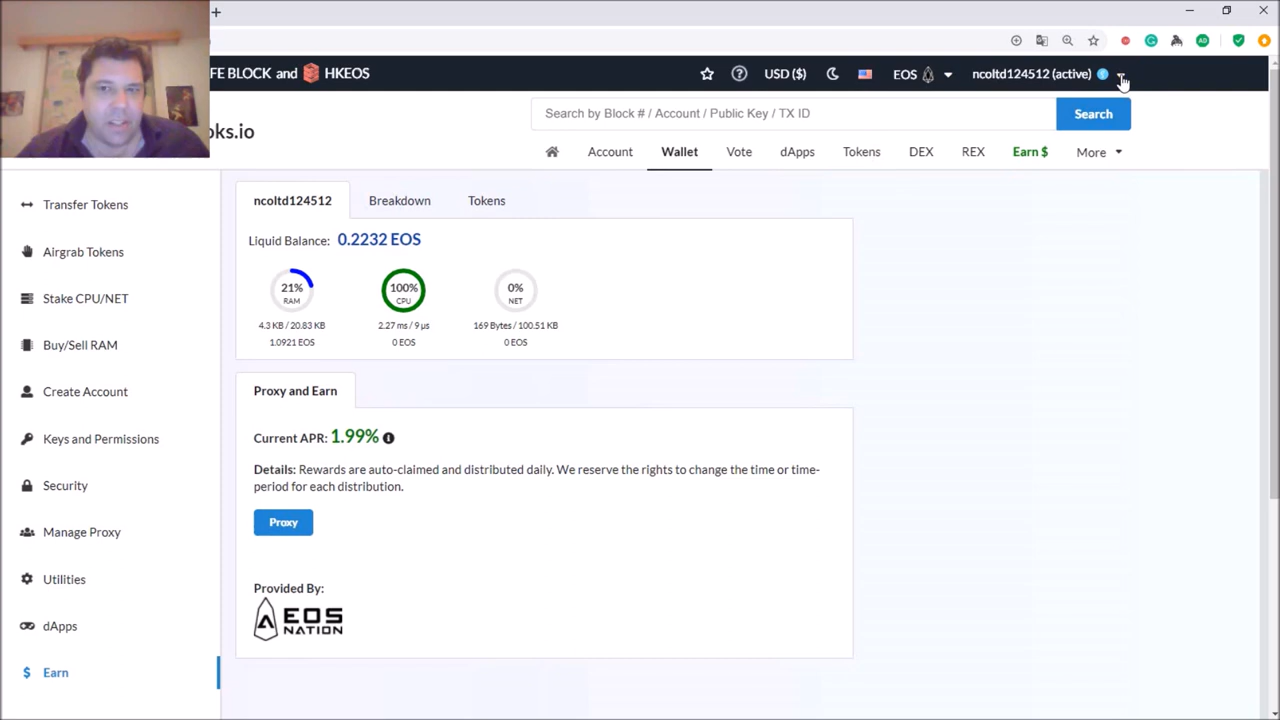 FE BLOCK and HKEOS
USD ($)
EOS
ncoltd124512 (active)
oks.io
Search by Block # / Account / Public Key / TX ID
Search
Account
Wallet
Vote
dApps
Tokens
DEX
REX
Earn $
More
Transfer Tokens
Airgrab Tokens
Stake CPU/NET
Buy/Sell RAM
Create Account
Keys and Permissions
Security
Manage Proxy
Utilities
dApps
Earn
ncoltd124512
Breakdown
Tokens
Liquid Balance: 0.2232 EOS
21%
RAM
4.3 KB / 20.83 KB
1.0921 EOS
100%
CPU
2.27 ms / 9 µs
0 EOS
0%
NET
169 Bytes / 100.51 KB
0 EOS
Proxy and Earn
Current APR: 1.99%
Details: Rewards are auto-claimed and distributed daily. We reserve the rights to change the time or time-
period for each distribution.
Proxy
Provided By:
EOS
NATION